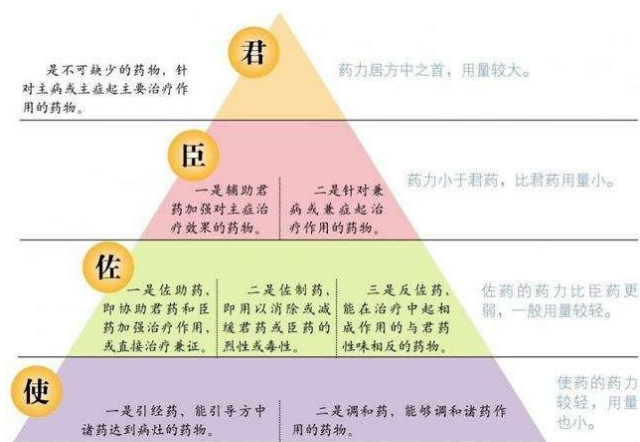 君
是不可缺少的药物，针
对主病或主症起主要治疗作
用的药物。
药力居方中之首，用量较大。
臣
一是辅助君
药加强对主症治
疗效果的药物。
二是针对兼
病或兼症起治
疗作用的药物。
药力小于君药，比君药用量小。
佐
一是佐助药，
即协助君药和臣
药加强治疗作用，
或直接治疗兼证。
二是佐制药，
即用以消除或减
缓君药或臣药的
烈性或毒性。
三是反佐药，
能在治疗中起相
成作用的与君药
性味相反的药物。
佐药的药力比臣药更
弱，一般用量较轻。
使
一是引经药，能引导方中
诸药达到病灶的药物。
二是调和药，能够调和诸药作
用的药物。
使药的药力
较轻，用量
也小。